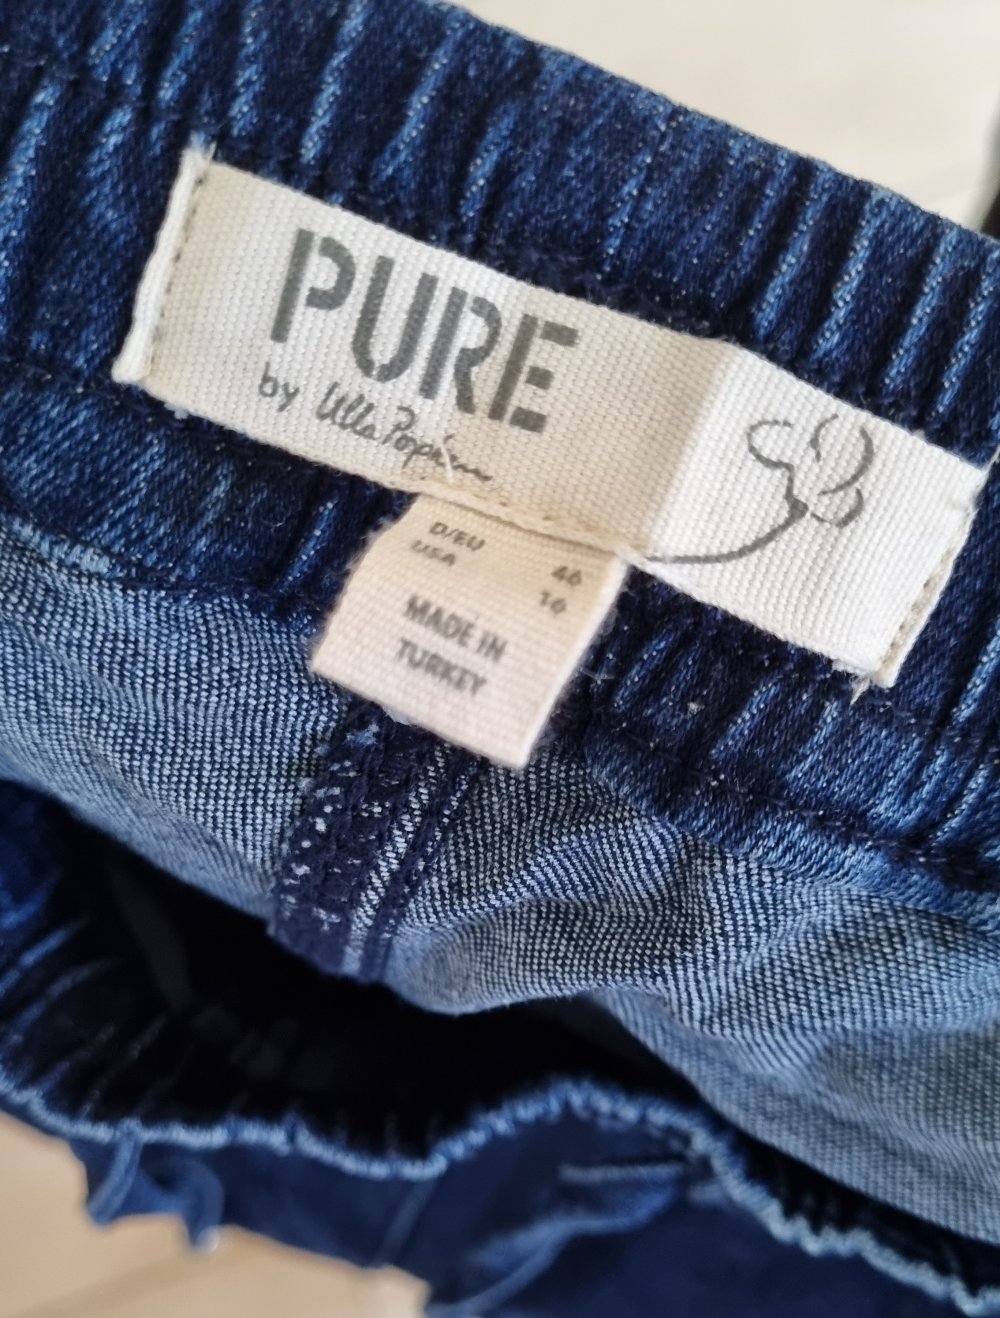 PURE
by Ulla Popken
D/EU 46
USA 16
MADE IN
TURKEY